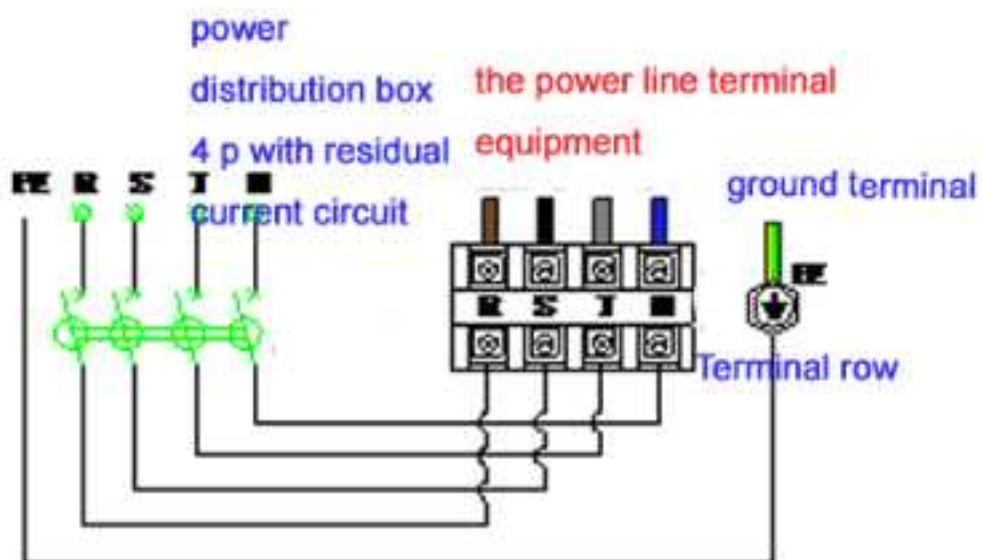 power
distribution box
4 p with residual
current circuit
the power line terminal
equipment
ground terminal
PE R S T N
PE
R S T N
Terminal row